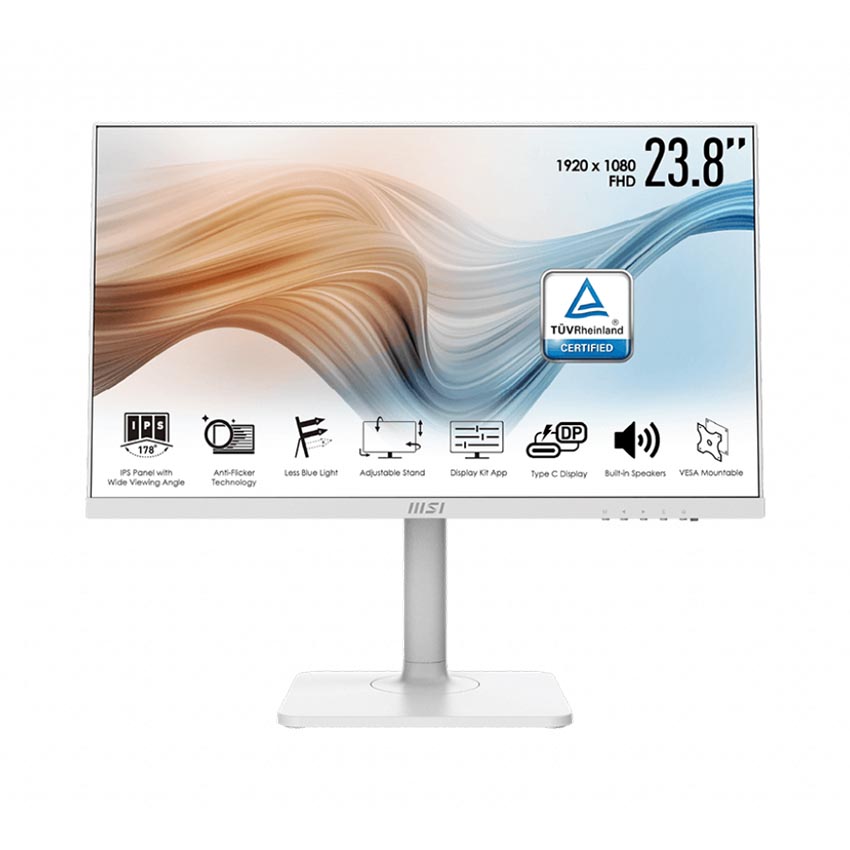 1920 x 1080
FHD
23.8”
TÜVRheinland®
CERTIFIED
IPS
178°
IPS Panel with
Wide Viewing Angle
Anti-Flicker
Technology
Less Blue Light
Adjustable Stand
Display Kit App
DP
Type C Display
Built-in Speakers
VESA Mountable
msi